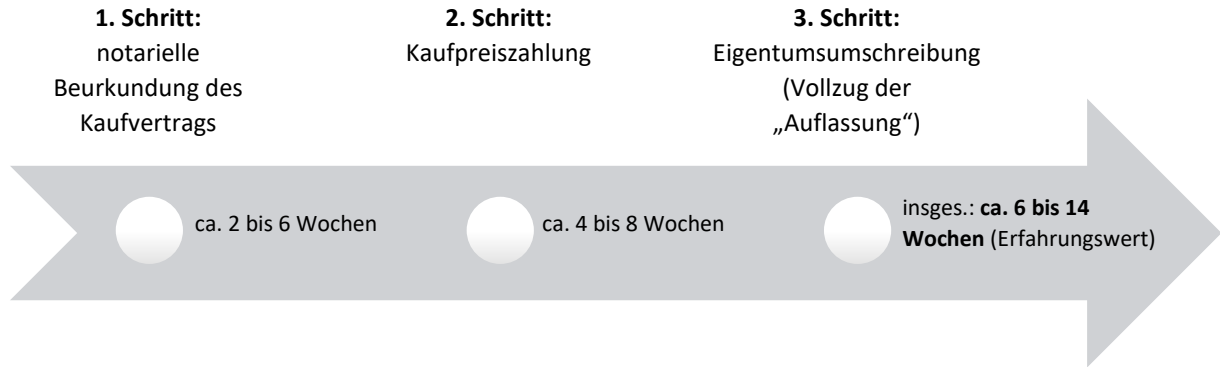 1. Schritt:
notarielle
Beurkundung des
Kaufvertrags
2. Schritt:
Kaufpreiszahlung
3. Schritt:
Eigentumsumschreibung
(Vollzug der
„Auflassung“)
ca. 2 bis 6 Wochen
ca. 4 bis 8 Wochen
insges.: ca. 6 bis 14
Wochen (Erfahrungswert)